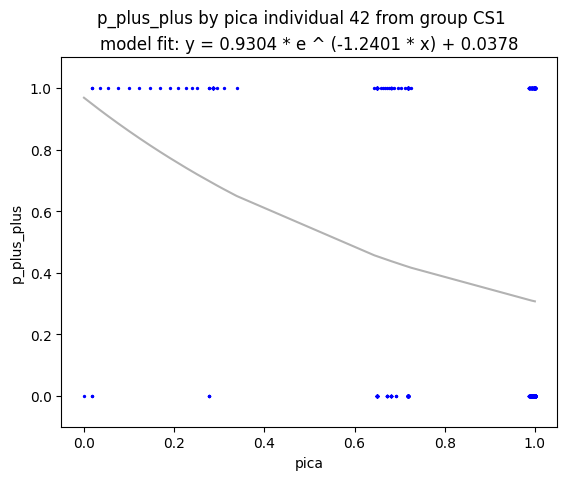 p_plus_plus by pica individual 42 from group CS1
model fit: y = 0.9304 * e ^ (-1.2401 * x) + 0.0378
1.0
0.8
0.6
0.4
0.2
0.0
p_plus_plus
0.0 0.2 0.4 0.6 0.8 1.0
pica